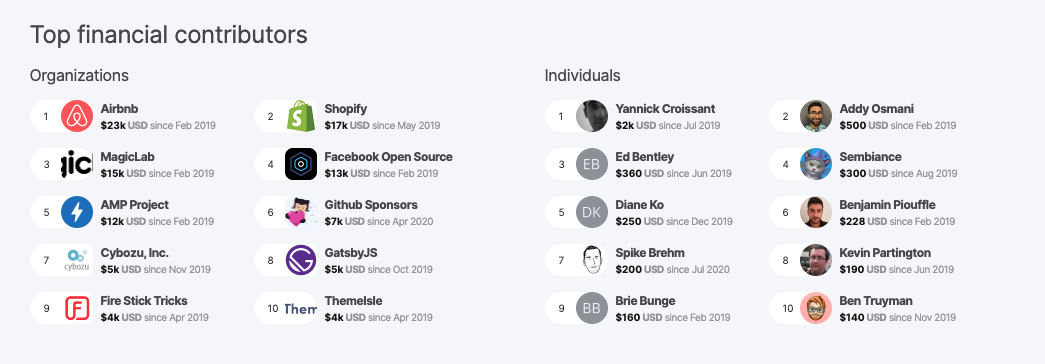 Top financial contributors
Organizations
1
Airbnb
$23k USD since Feb 2019
2
Shopify
$17k USD since May 2019
3
gic
MagicLab
$15k USD since Feb 2019
4
Facebook Open Source
$13k USD since Feb 2019
5
AMP Project
$12k USD since Feb 2019
6
Github Sponsors
$7k USD since Apr 2020
7
cybozu
Cybozu, Inc.
$5k USD since Nov 2019
8
GatsbyJS
$5k USD since Oct 2019
9
F
Fire Stick Tricks
$4k USD since Apr 2019
10
Them
ThemeIsle
$4k USD since Apr 2019
Individuals
1
Yannick Croissant
$2k USD since Jul 2019
2
Addy Osmani
$500 USD since Feb 2019
3
EB
Ed Bentley
$360 USD since Jun 2019
4
Sembiance
$300 USD since Aug 2019
5
DK
Diane Ko
$250 USD since Dec 2019
6
Benjamin Piouffle
$228 USD since Feb 2019
7
Spike Brehm
$200 USD since Jul 2020
8
Kevin Partington
$190 USD since Jun 2019
9
BB
Brie Bunge
$160 USD since Feb 2019
10
Ben Truyman
$140 USD since Nov 2019